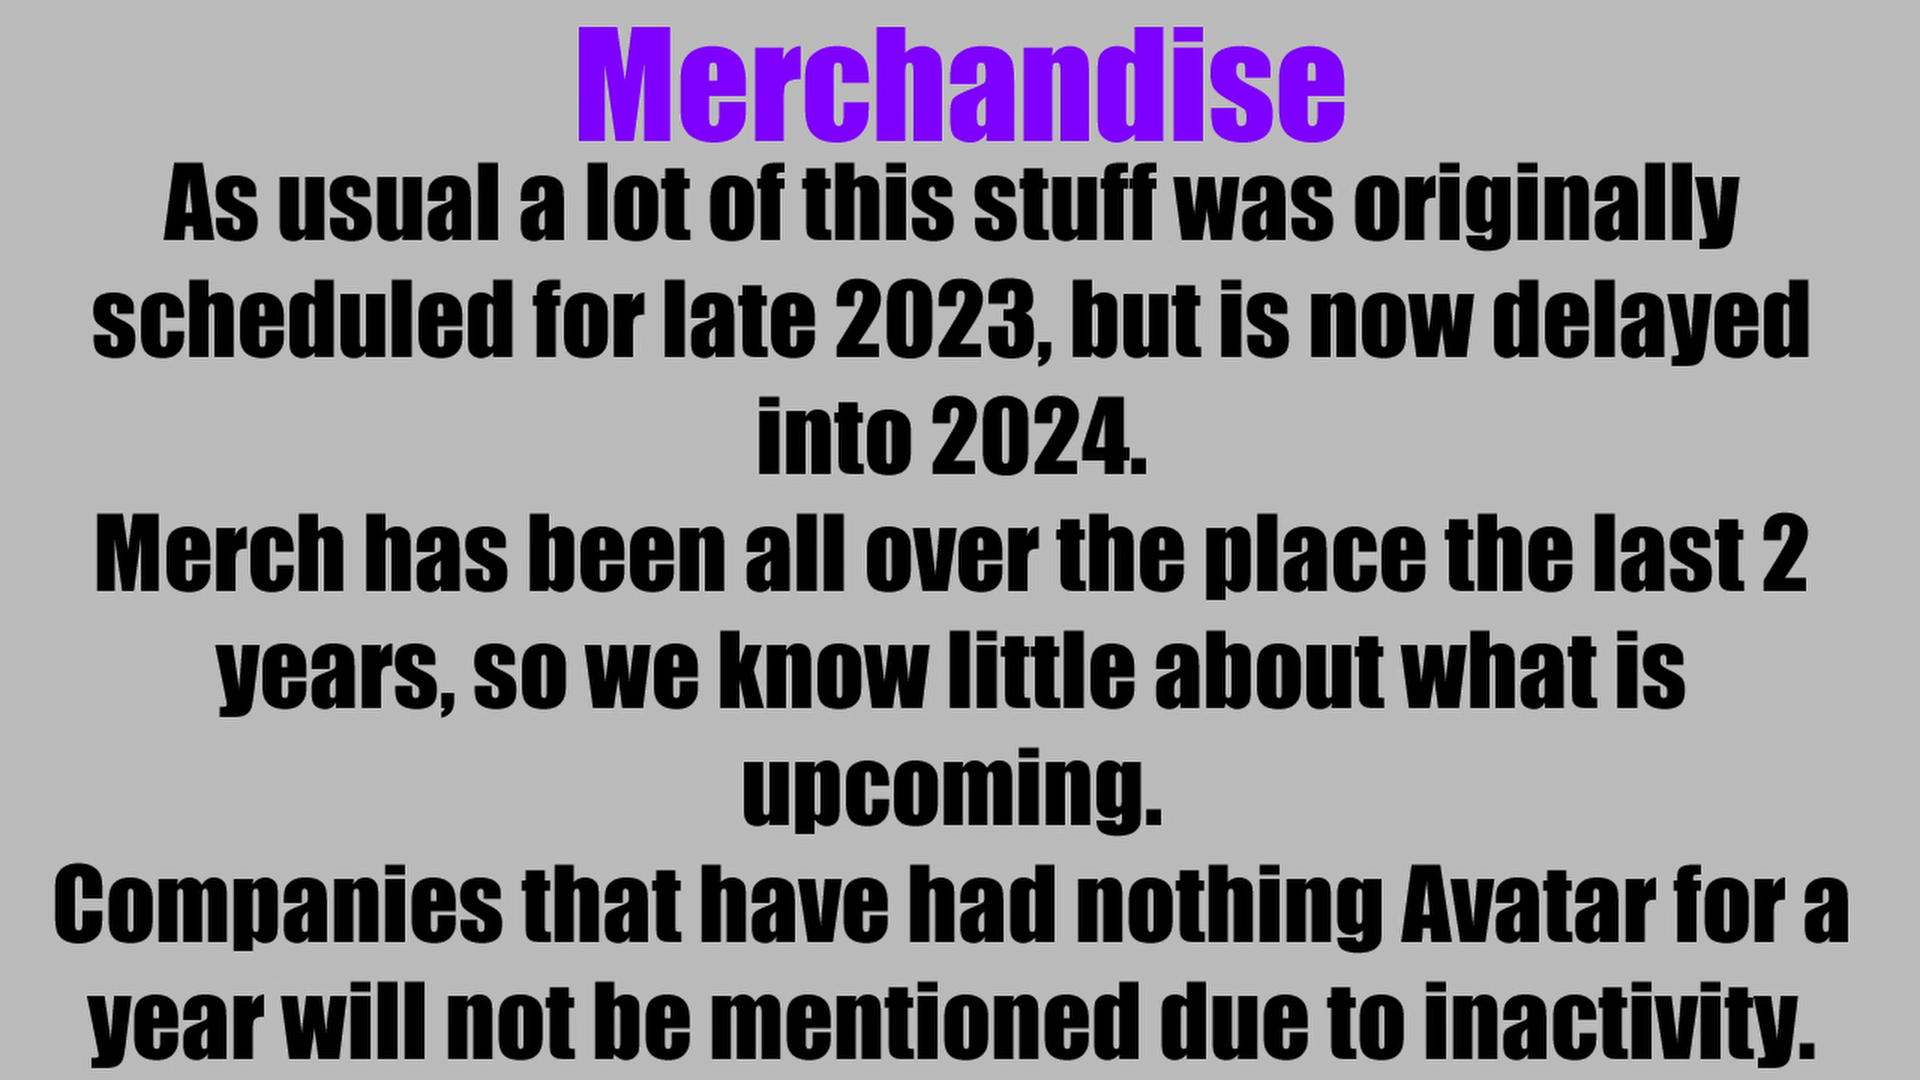 Merchandise
As usual a lot of this stuff was originally
scheduled for late 2023, but is now delayed
into 2024.
Merch has been all over the place the last 2
years, so we know little about what is
upcoming.
Companies that have had nothing Avatar for a
year will not be mentioned due to inactivity.